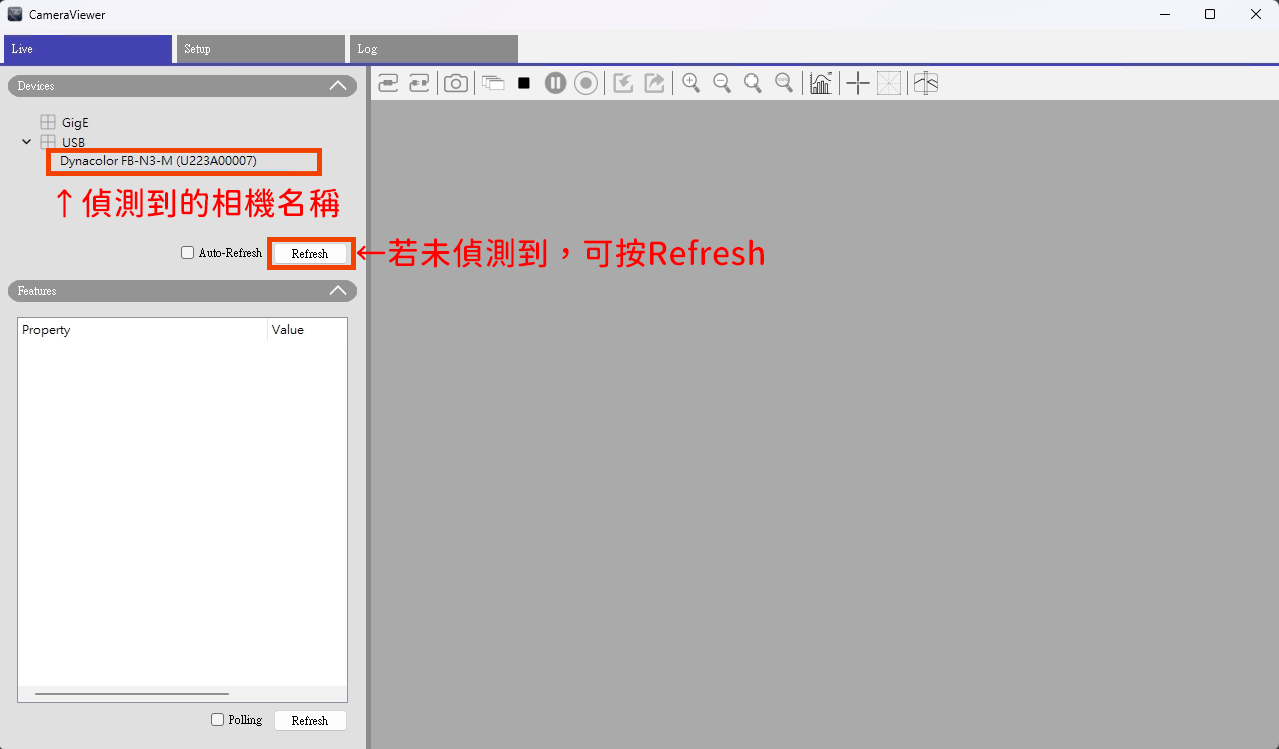 CameraViewer
Live
Setup
Log
Devices
GigE
USB
Dynacolor FB-N3-M (U223A00007)
↑偵測到的相機名稱
Auto-Refresh
Refresh
←若未偵測到，可按Refresh
Features
Property
Value
Polling
Refresh